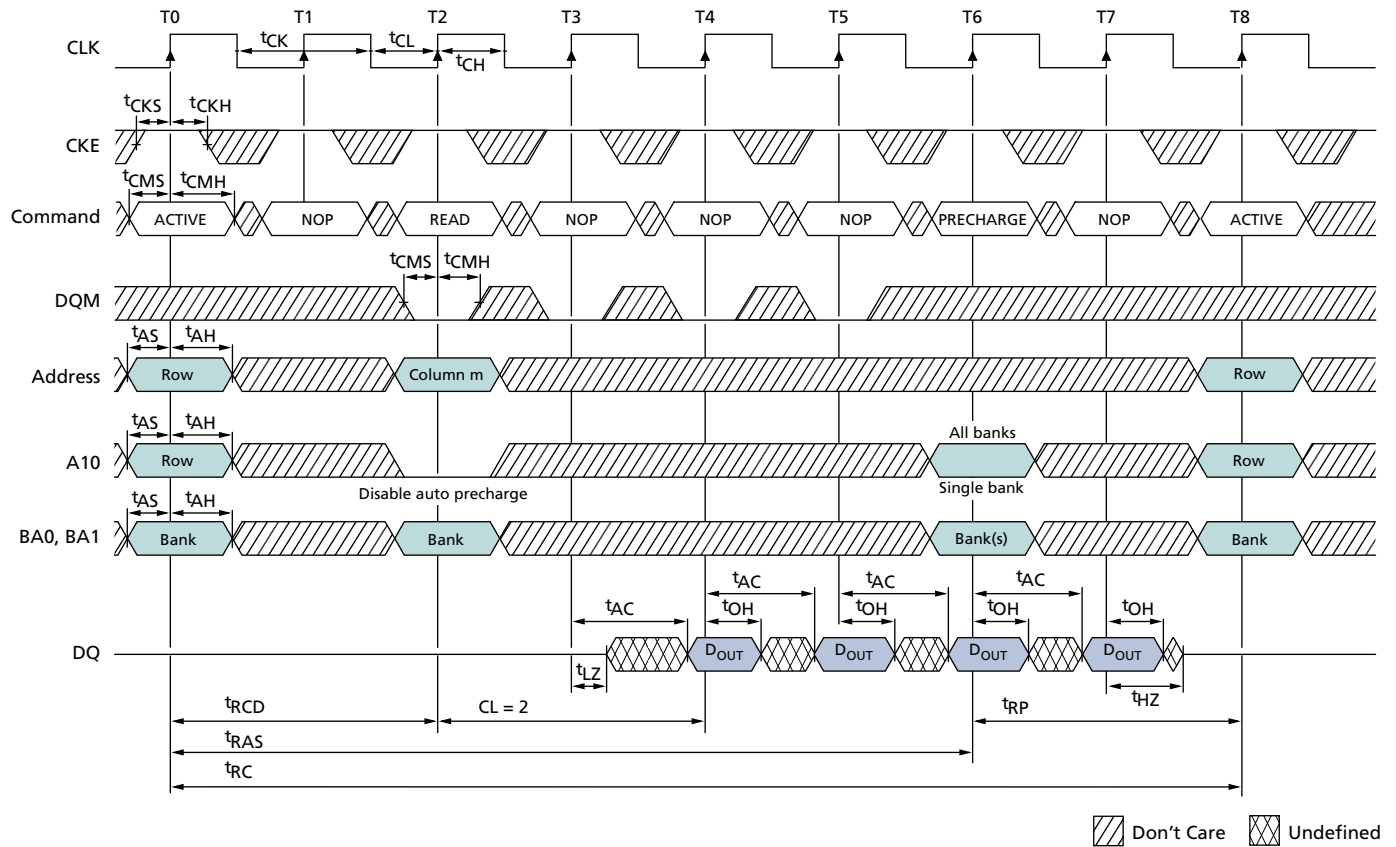 T0 T1 T2 T3 T4 T5 T6 T7 T8
CLK
tCK tCL
tCH
tCKS tCKH
CKE
tCMS tCMH
Command ACTIVE NOP READ NOP NOP NOP PRECHARGE NOP ACTIVE
tCMS tCMH
DQM
tAS tAH
Address Row Column m Row
tAS tAH
All banks
A10 Row Row
Disable auto precharge Single bank
tAS tAH
BA0, BA1 Bank Bank Bank(s) Bank
tAC tAC tAC
tAC tOH tOH tOH tOH
DQ DOUT DOUT DOUT DOUT
tLZ tHZ
tRCD CL = 2 tRP
tRAS
tRC
Don't Care Undefined